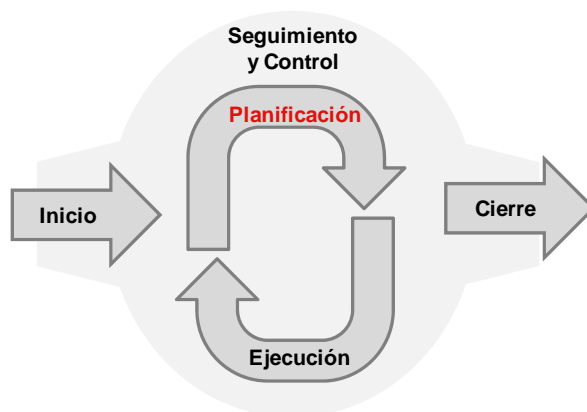 Seguimiento
y Control
Planificación
Inicio
Cierre
Ejecución